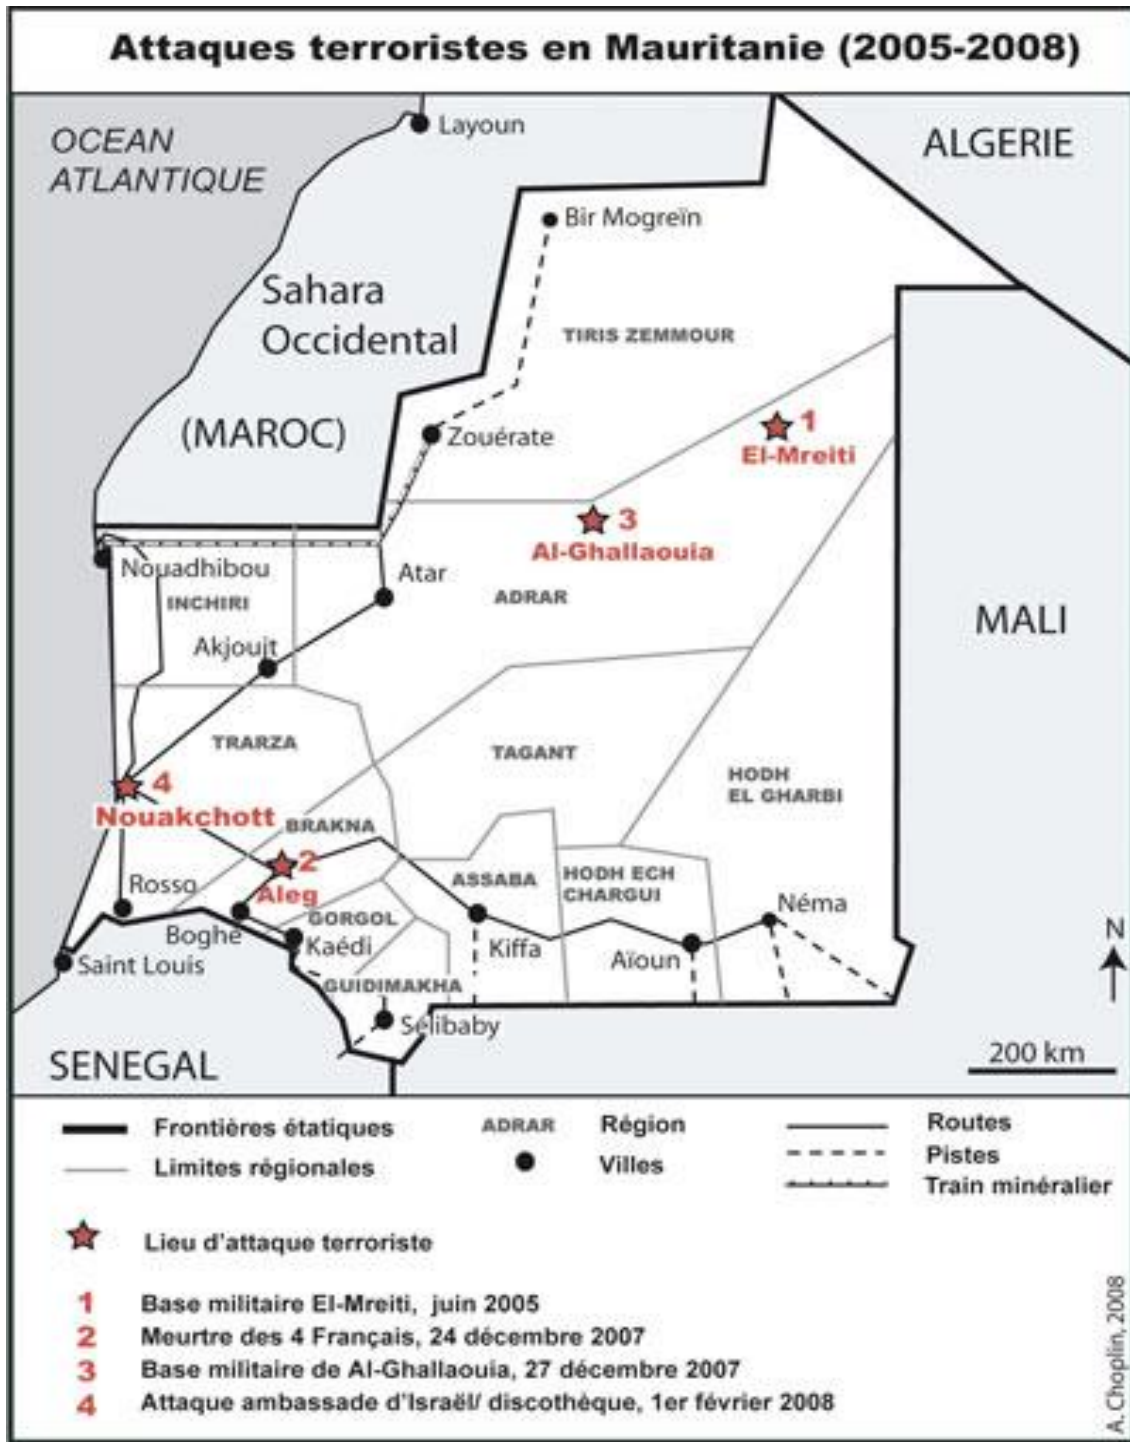 Attaques terroristes en Mauritanie (2005-2008)
OCEAN
ATLANTIQUE
Layoun
ALGERIE
Bir Mogreïn
Sahara
Occidental
(MAROC)
TIRIS ZEMMOUR
Zouérate
1
El-Mreiti
3
Al-Ghallaouia
Nouadhibou
Atar
INCHIRI
ADRAR
MALI
Akjouit
TRARZA
TAGANT
HODH
EL GHARBI
4
Nouakchott
BRAKNA
2
Aleg
ASSABA
HODH ECH
CHARGUI
Rosso
Boghe
GORGOL
Kaédi
Kiffa
Aïoun
Néma
N
Saint Louis
GUIDIMAKHA
Sélibaby
SENEGAL
200 km
Frontières étatiques
ADRAR
Région
Routes
Limites régionales
Villes
Pistes
Train minéralier
Lieu d'attaque terroriste
1 Base militaire El-Mreiti, juin 2005
2 Meurtre des 4 Français, 24 décembre 2007
3 Base militaire de Al-Ghallaouia, 27 décembre 2007
4 Attaque ambassade d'Israël/ discothèque, 1er février 2008
A. Choplin, 2008